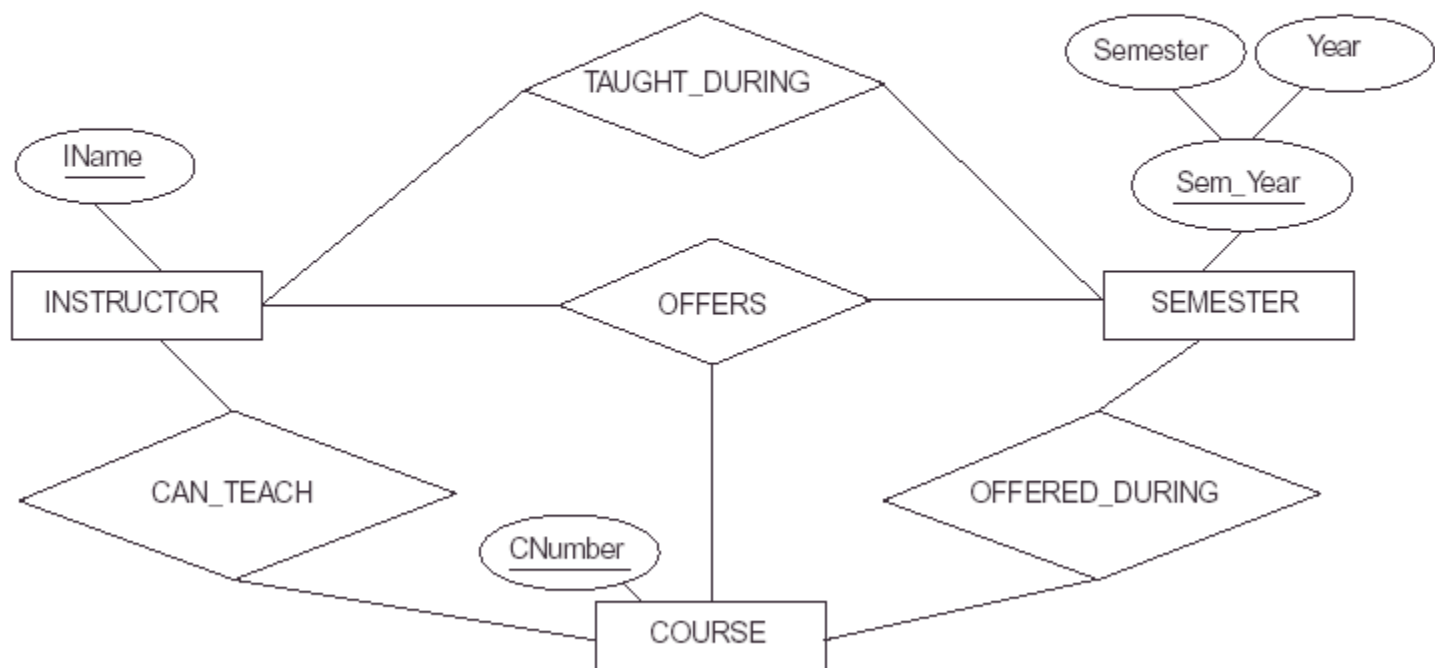 Semester
Year
TAUGHT_DURING
IName
Sem_Year
INSTRUCTOR
OFFERS
SEMESTER
CAN_TEACH
OFFERED_DURING
CNumber
COURSE